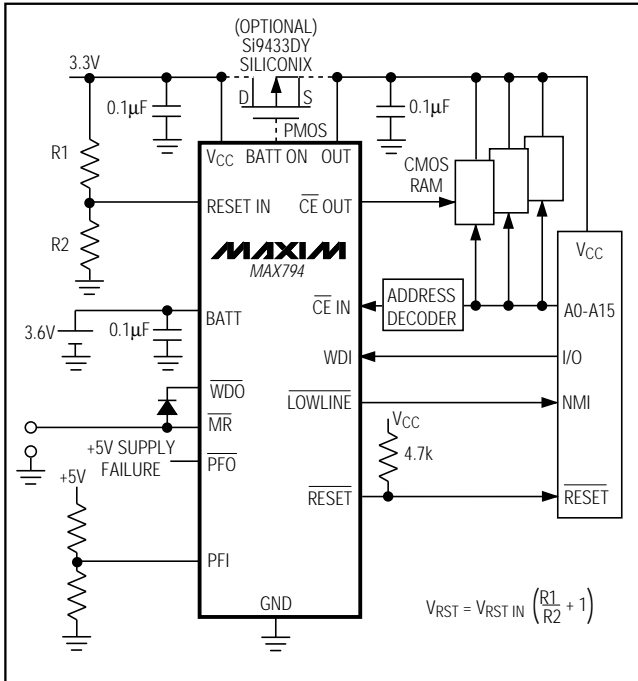 (OPTIONAL)
Si9433DY
SILICONIX
3.3V
D S
0.1µF
0.1µF
PMOS
R1
VCC BATT ON OUT
CMOS
RAM
RESET IN
CE OUT
R2
MAXIM
MAX794
VCC
CE IN
ADDRESS
DECODER
A0-A15
BATT
3.6V
0.1µF
WDI
I/O
WDO
LOWLINE
NMI
MR
VCC
+5V SUPPLY
FAILURE
PFO
4.7k
+5V
RESET
RESET
PFI
GND
VRST = VRST IN (R1/R2 + 1)